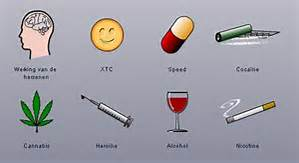 Werking van de
hersenen
XTC
Speed
Cocaïne
Cannabis
Heroïne
Alcohol
Nicotine